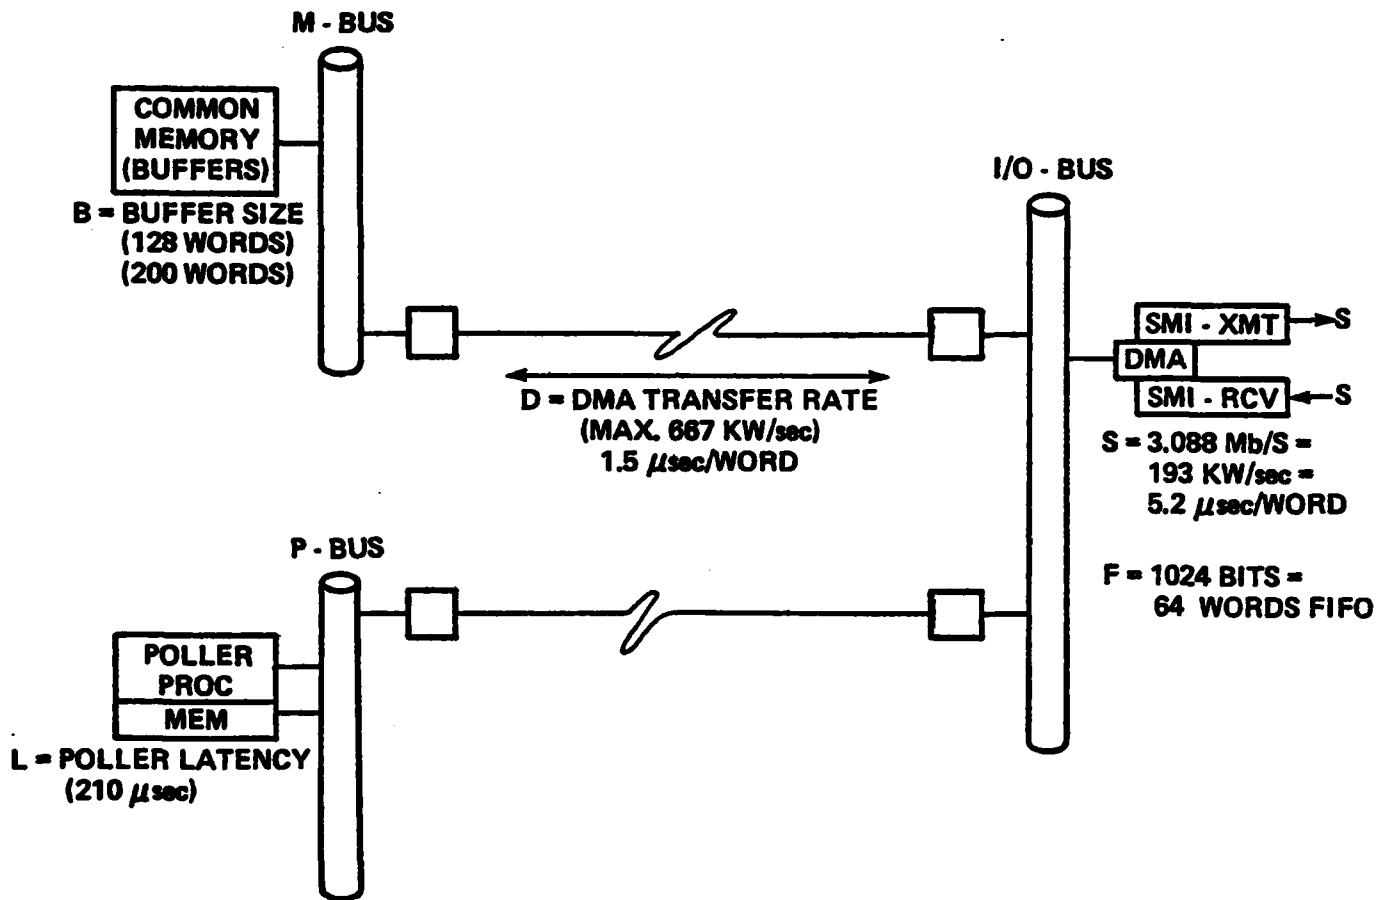 M - BUS
COMMON
MEMORY
(BUFFERS)
B = BUFFER SIZE
(128 WORDS)
(200 WORDS)
I/O - BUS
SMI - XMT
S
DMA
SMI - RCV
S
D = DMA TRANSFER RATE
(MAX. 667 KW/sec)
1.5 μsec/WORD
S = 3.088 Mb/S =
193 KW/sec =
5.2 μsec/WORD
P - BUS
F = 1024 BITS =
64 WORDS FIFO
POLLER
PROC
MEM
L = POLLER LATENCY
(210 μsec)